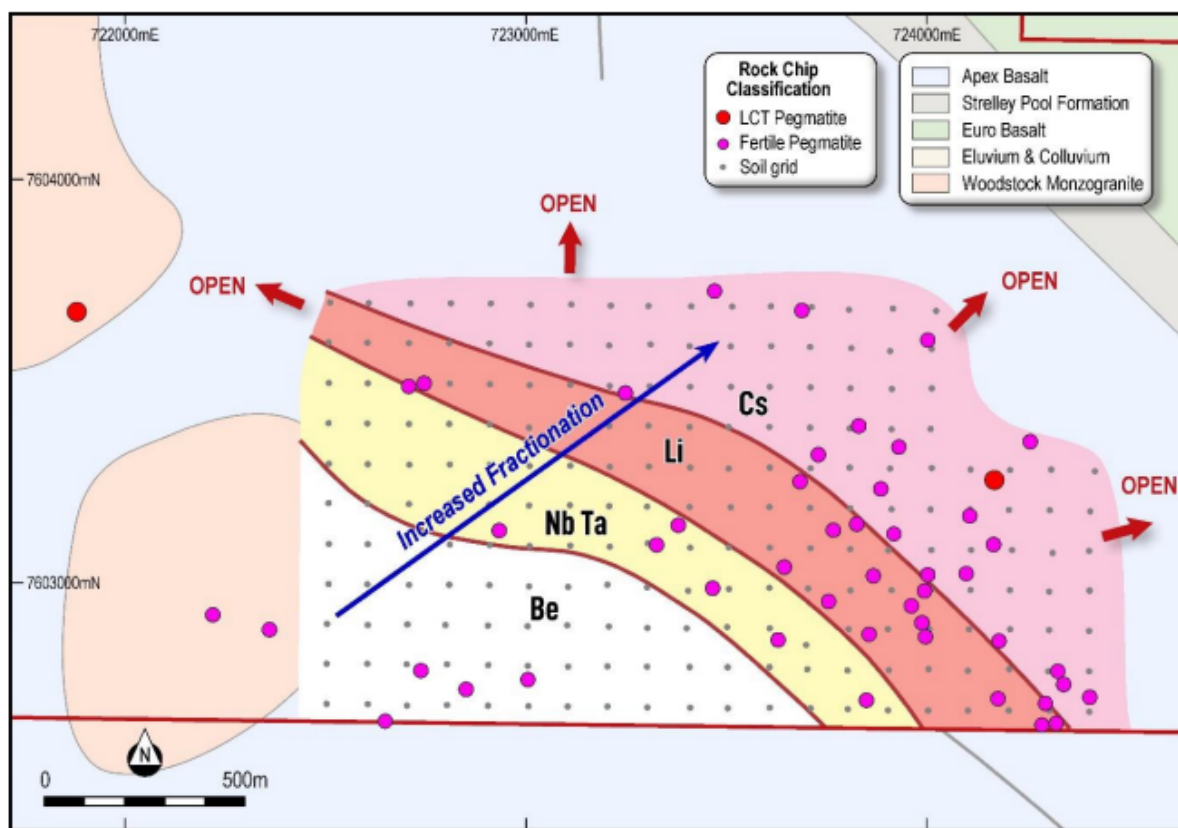 722000mE
723000mE
724000mE
Rock Chip
Classification
LCT Pegmatite
Fertile Pegmatite
Soil grid
Apex Basalt
Strelley Pool Formation
Euro Basalt
Eluvium & Colluvium
Woodstock Monzogranite
7604000mN
OPEN
OPEN
OPEN
OPEN
Cs
Li
Increased Fractionation
Nb Ta
Be
7603000mN
N
0 500m